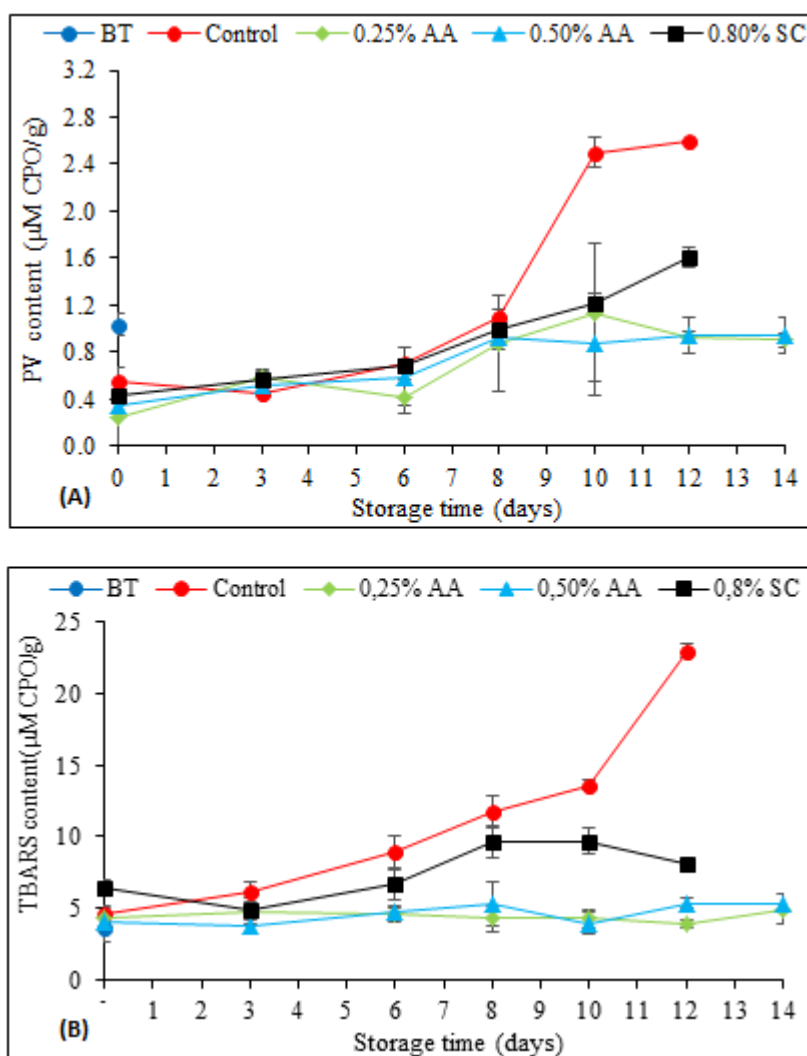 BT Control 0.25% AA 0.50% AA 0.80% SC
3.2
2.8
2.4
2.0
1.6
1.2
0.8
0.4
0.0
PV content (µM CPO/g)
0 1 2 3 4 5 6 7 8 9 10 11 12 13 14
Storage time (days)
(A)
BT Control 0,25% AA 0,50% AA 0,8% SC
25
20
15
10
5
0
TBARS content(µM CPO/g)
- 1 2 3 4 5 6 7 8 9 10 11 12 13 14
Storage time (days)
(B)